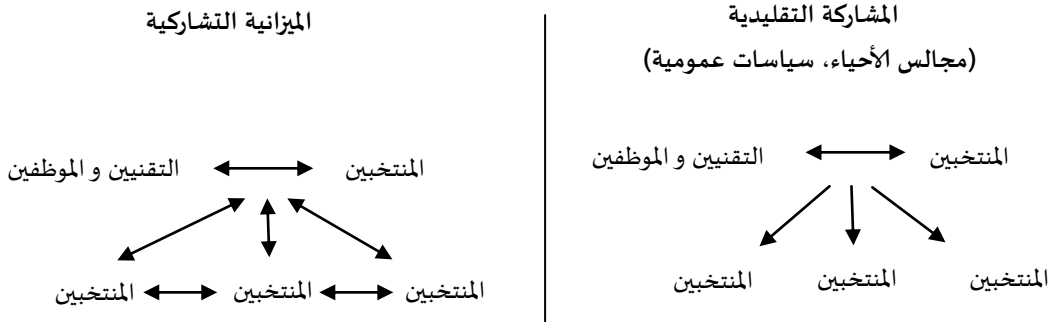 المشاركة التقليدية
(مجالس الأحياء، سياسات عمومية)
المنتخبين
التقنيين و الموظفين
المنتخبين
المنتخبين
المنتخبين
الميزانية التشاركية
المنتخبين
التقنيين و الموظفين
المنتخبين
المنتخبين
المنتخبين